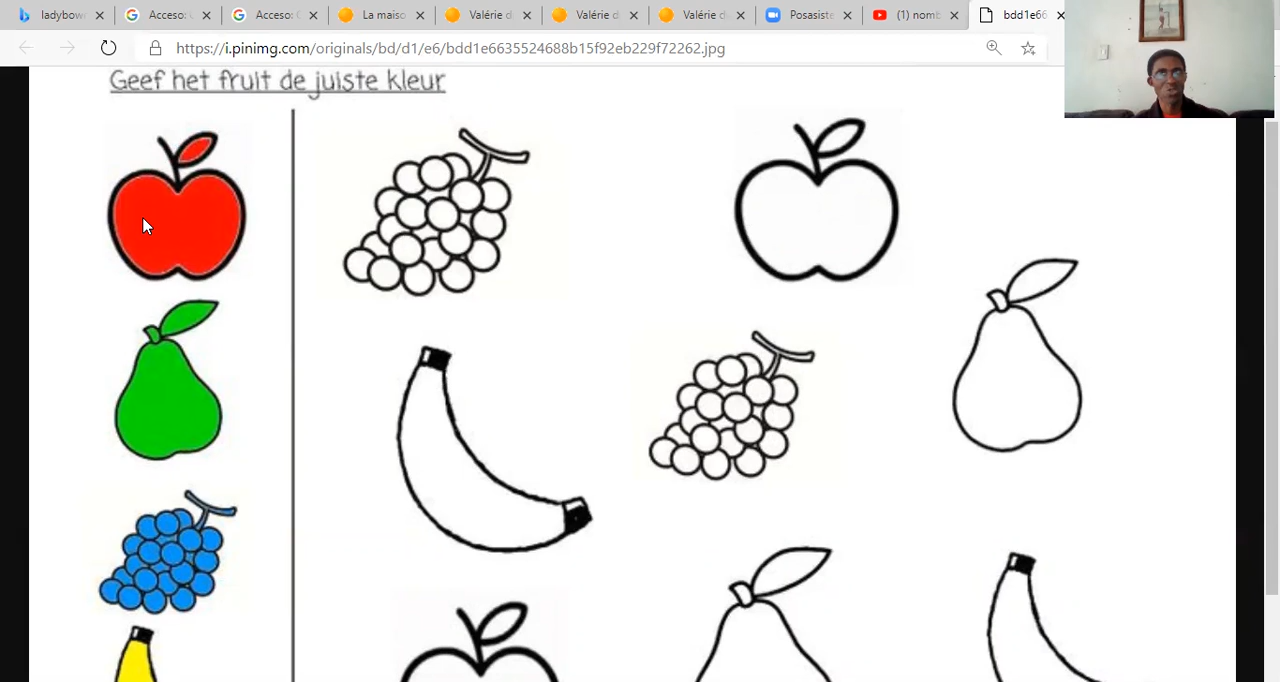 ladybown
Acceso:
Acceso:
La maiso
Valérie d
Valérie d
Valérie d
Posasiste
(1) nomb
bdd1e66
https://i.pinimg.com/originals/bd/d1/e6/bdd1e6635524688b15f92eb229f72262.jpg
Geef het fruit de juiste kleur